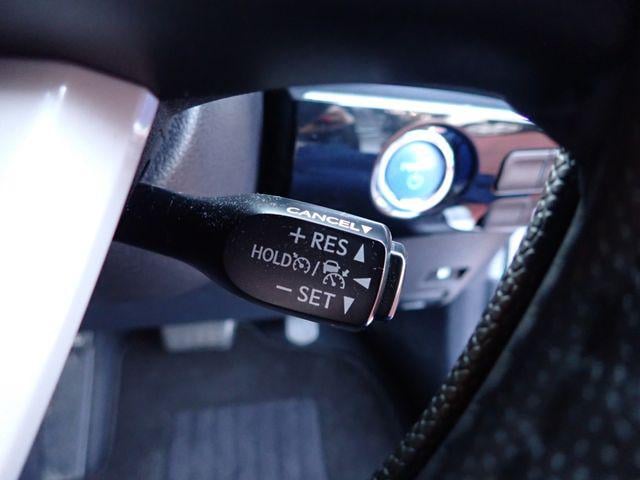 CANCEL▼
+ RES ▲
HOLD / ◀
− SET ▼